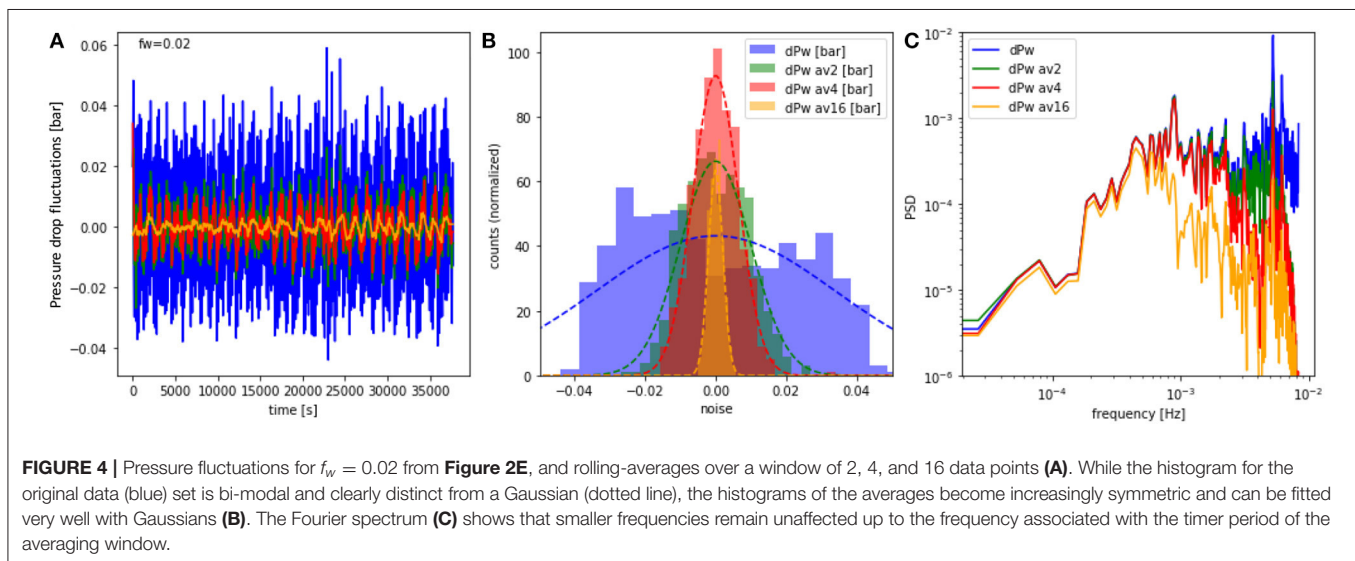 A
fw=0.02
0.06
0.04
0.02
0.00
−0.02
−0.04
Pressure drop fluctuations [bar]
0 5000 10000 15000 20000 25000 30000 35000
time [s]
B
100
80
60
40
20
0
counts (normalized)
dPw [bar]
dPw av2 [bar]
dPw av4 [bar]
dPw av16 [bar]
−0.04 −0.02 0.00 0.02 0.04
noise
C
10⁻²
10⁻³
10⁻⁴
10⁻⁵
10⁻⁶
PSD
dPw
dPw av2
dPw av4
dPw av16
10⁻⁴ 10⁻³ 10⁻²
frequency [Hz]
FIGURE 4 | Pressure fluctuations for f_w = 0.02 from Figure 2E, and rolling-averages over a window of 2, 4, and 16 data points (A). While the histogram for the
original data (blue) set is bi-modal and clearly distinct from a Gaussian (dotted line), the histograms of the averages become increasingly symmetric and can be fitted
very well with Gaussians (B). The Fourier spectrum (C) shows that smaller frequencies remain unaffected up to the frequency associated with the timer period of the
averaging window.